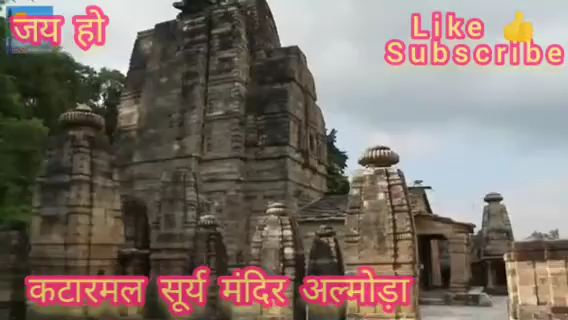 जय हो
Like 👍
Subscribe
कटारमल सूर्य मंदिर अल्मोड़ा